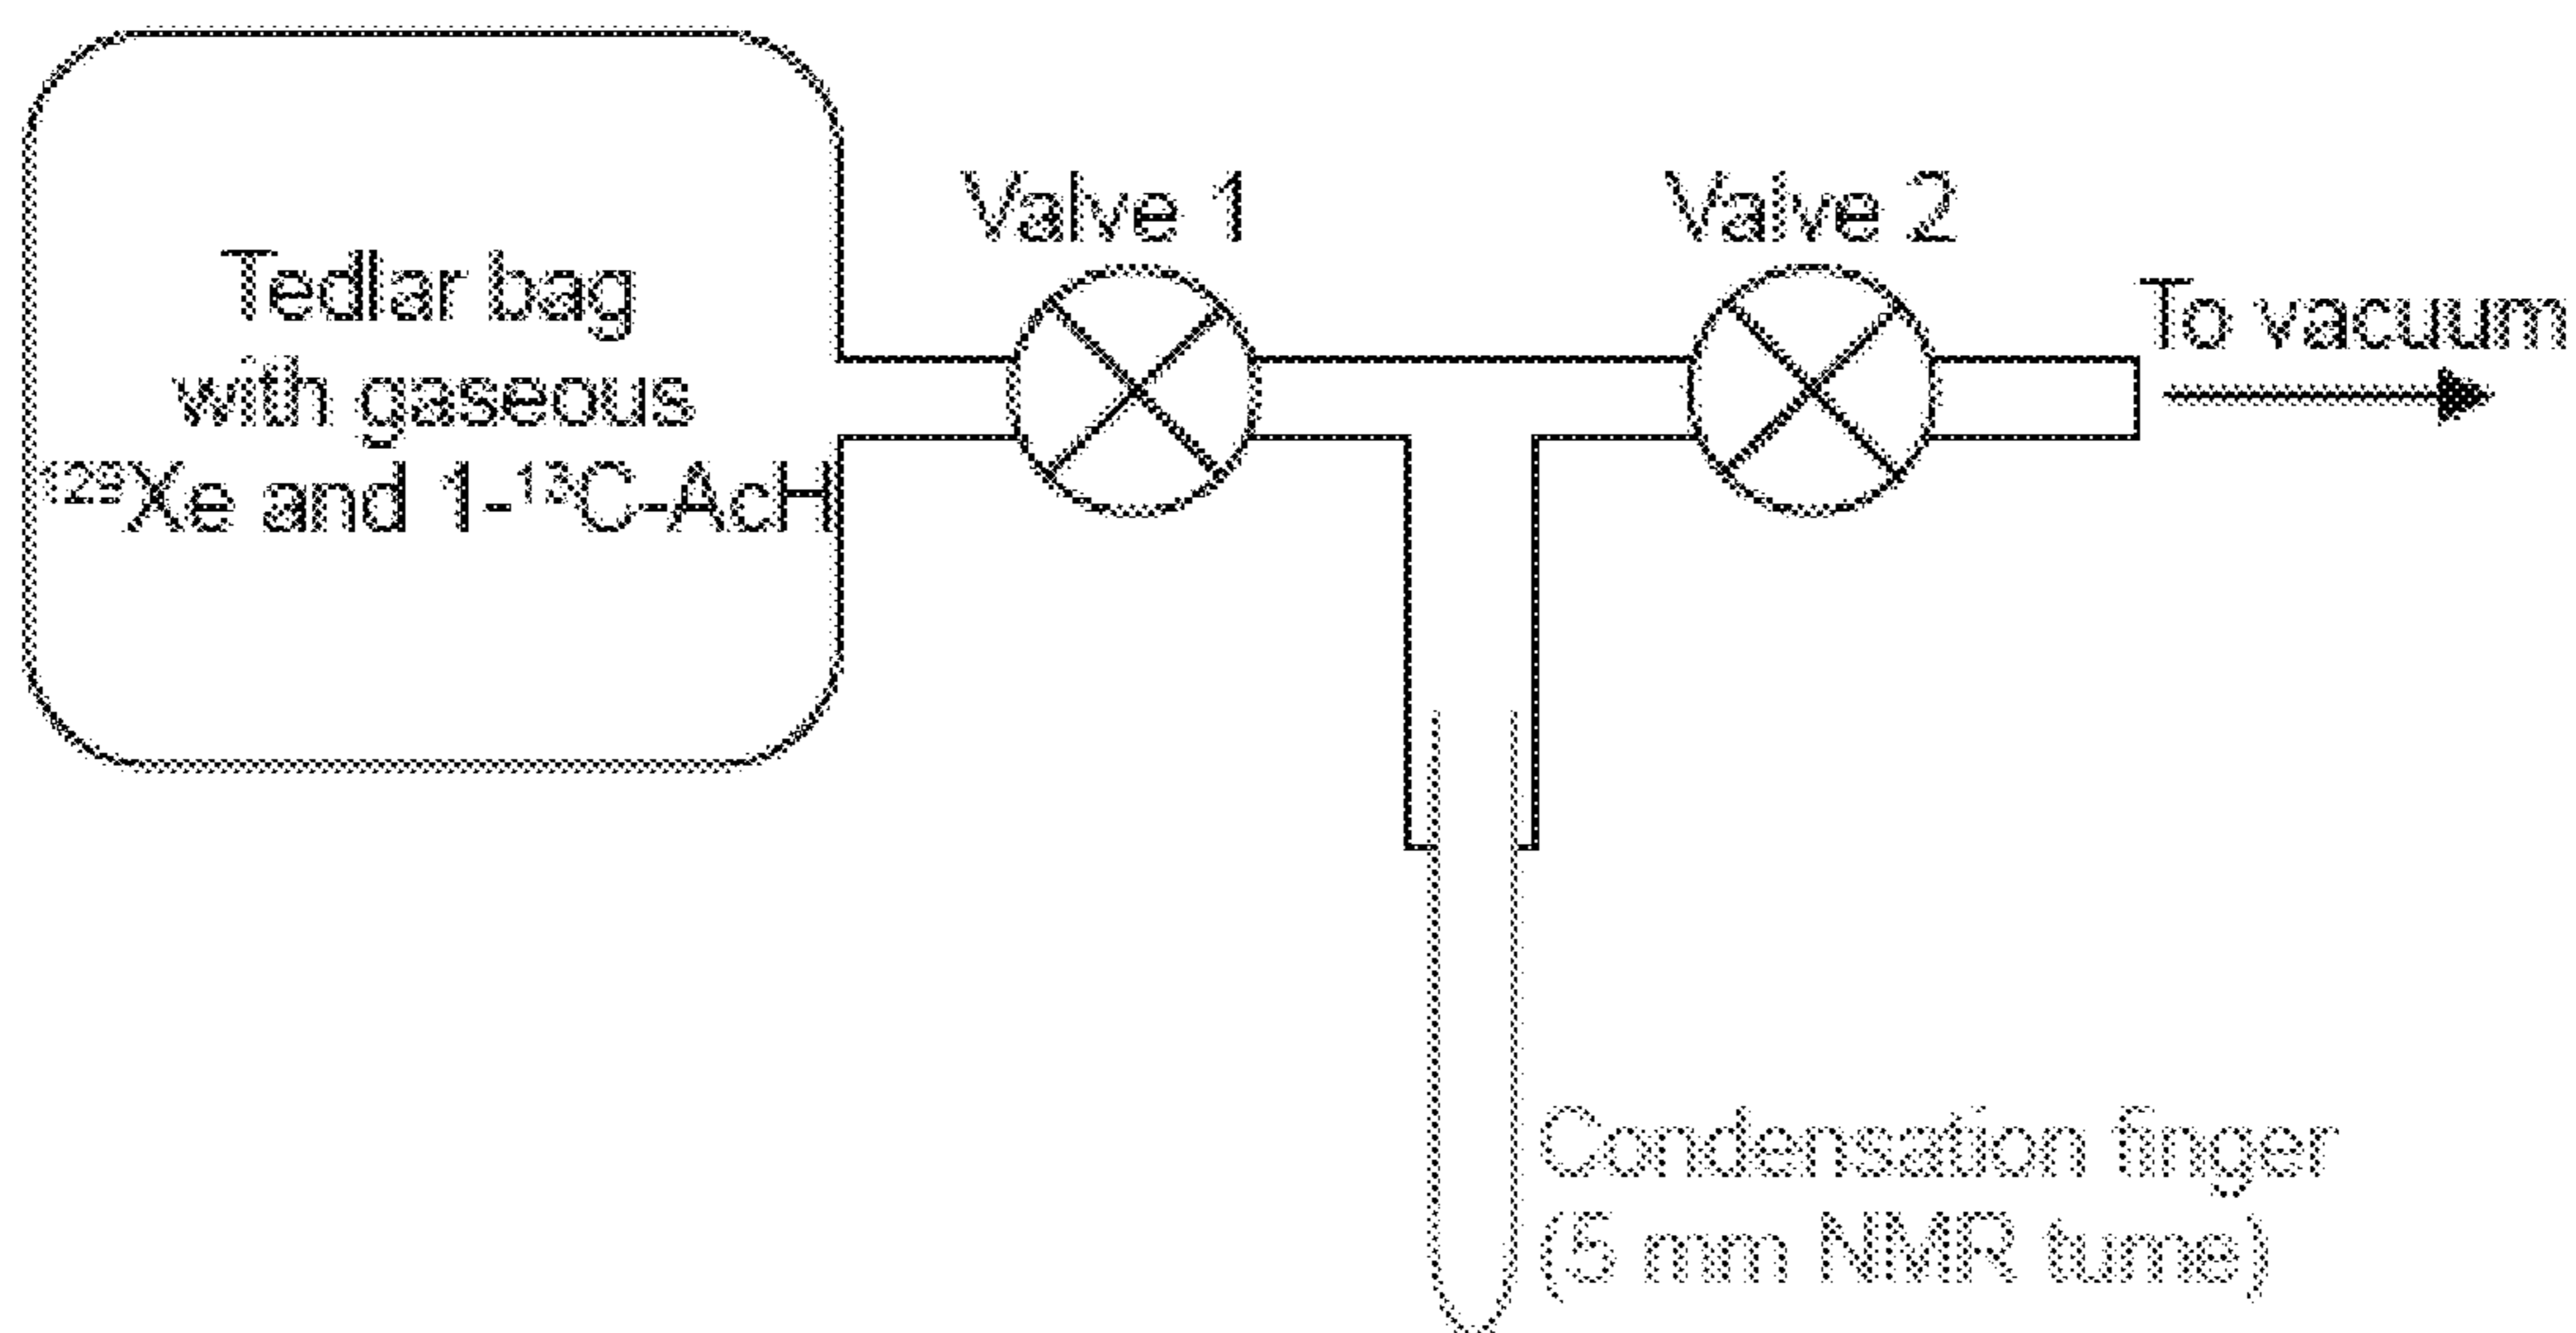 Tedlar bag
with gaseous
¹²⁹Xe and 1-¹³C-AcH
Valve 1
Valve 2
To vacuum
Condensation finger
(5 mm NMR tume)